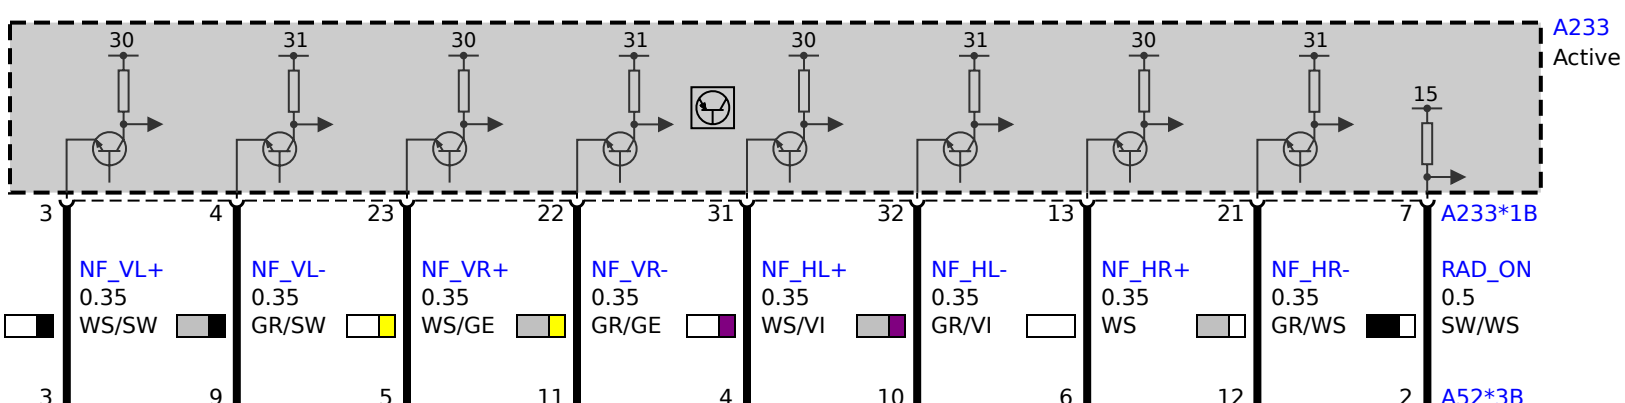 A233
Active
30 31 30 31 30 31 30 31
15
3 4 23 22 31 32 13 21 7 A233*1B
NF_VL+ NF_VL- NF_VR+ NF_VR- NF_HL+ NF_HL- NF_HR+ NF_HR- RAD_ON
0.35 0.35 0.35 0.35 0.35 0.35 0.35 0.35 0.5
WS/SW GR/SW WS/GE GR/GE WS/VI GR/VI WS GR/WS SW/WS
3 9 5 11 4 10 6 12 2 A52*3B